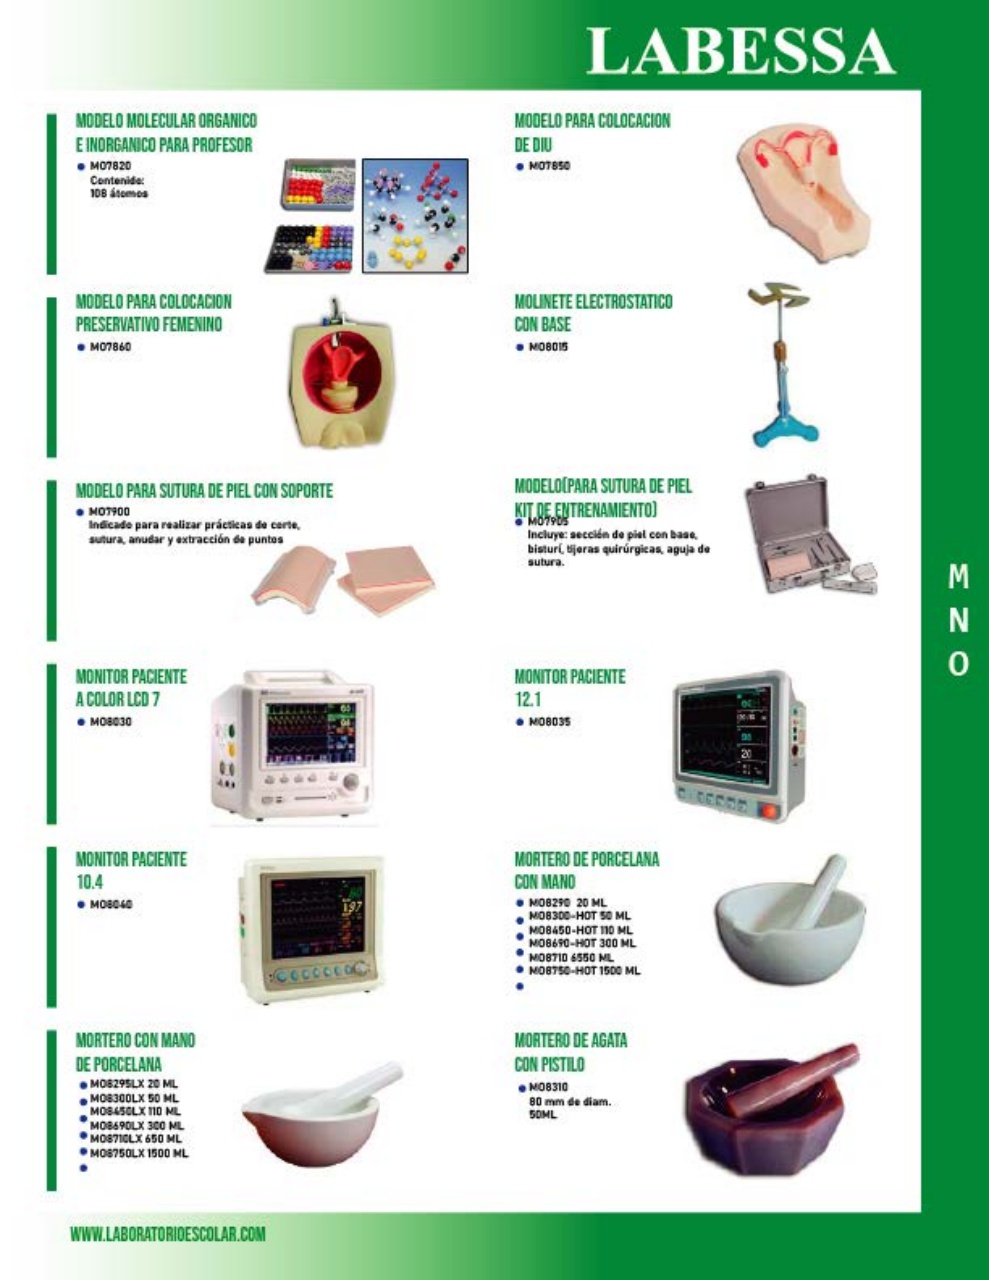 LABESSA
MODELO MOLECULAR ORGANICO
E INORGANICO PARA PROFESOR
MO7820
Contenido:
108 átomos
MODELO PARA COLOCACION
DE DIU
MO7850
MODELO PARA COLOCACION
PRESERVATIVO FEMENINO
MO7860
MOLINETE ELECTROSTATICO
CON BASE
MO8015
MODELO PARA SUTURA DE PIEL CON SOPORTE
MO7900
Indicado para realizar prácticas de corte,
sutura, anudar y extracción de puntos
MODELO(PARA SUTURA DE PIEL
KIT DE ENTRENAMIENTO)
MO7905
Incluye: sección de piel con base,
bisturí, tijeras quirúrgicas, aguja de
sutura.
MONITOR PACIENTE
A COLOR LCD 7
MO8030
MONITOR PACIENTE
12.1
MO8035
MONITOR PACIENTE
10.4
MO8040
MORTERO DE PORCELANA
CON MANO
MO8290 20 ML
MO8300-HOT 50 ML
MO8450-HOT 110 ML
MO8690-HOT 300 ML
MO8710 6550 ML
MO8750-HOT 1500 ML
MORTERO CON MANO
DE PORCELANA
MO8295LX 20 ML
MO8300LX 50 ML
MO8450LX 110 ML
MO8690LX 300 ML
MO8710LX 650 ML
MO8750LX 1500 ML
MORTERO DE AGATA
CON PISTILO
MO8310
80 mm de diam.
50ML
M
N
O
WWW.LABORATORIOESCOLAR.COM